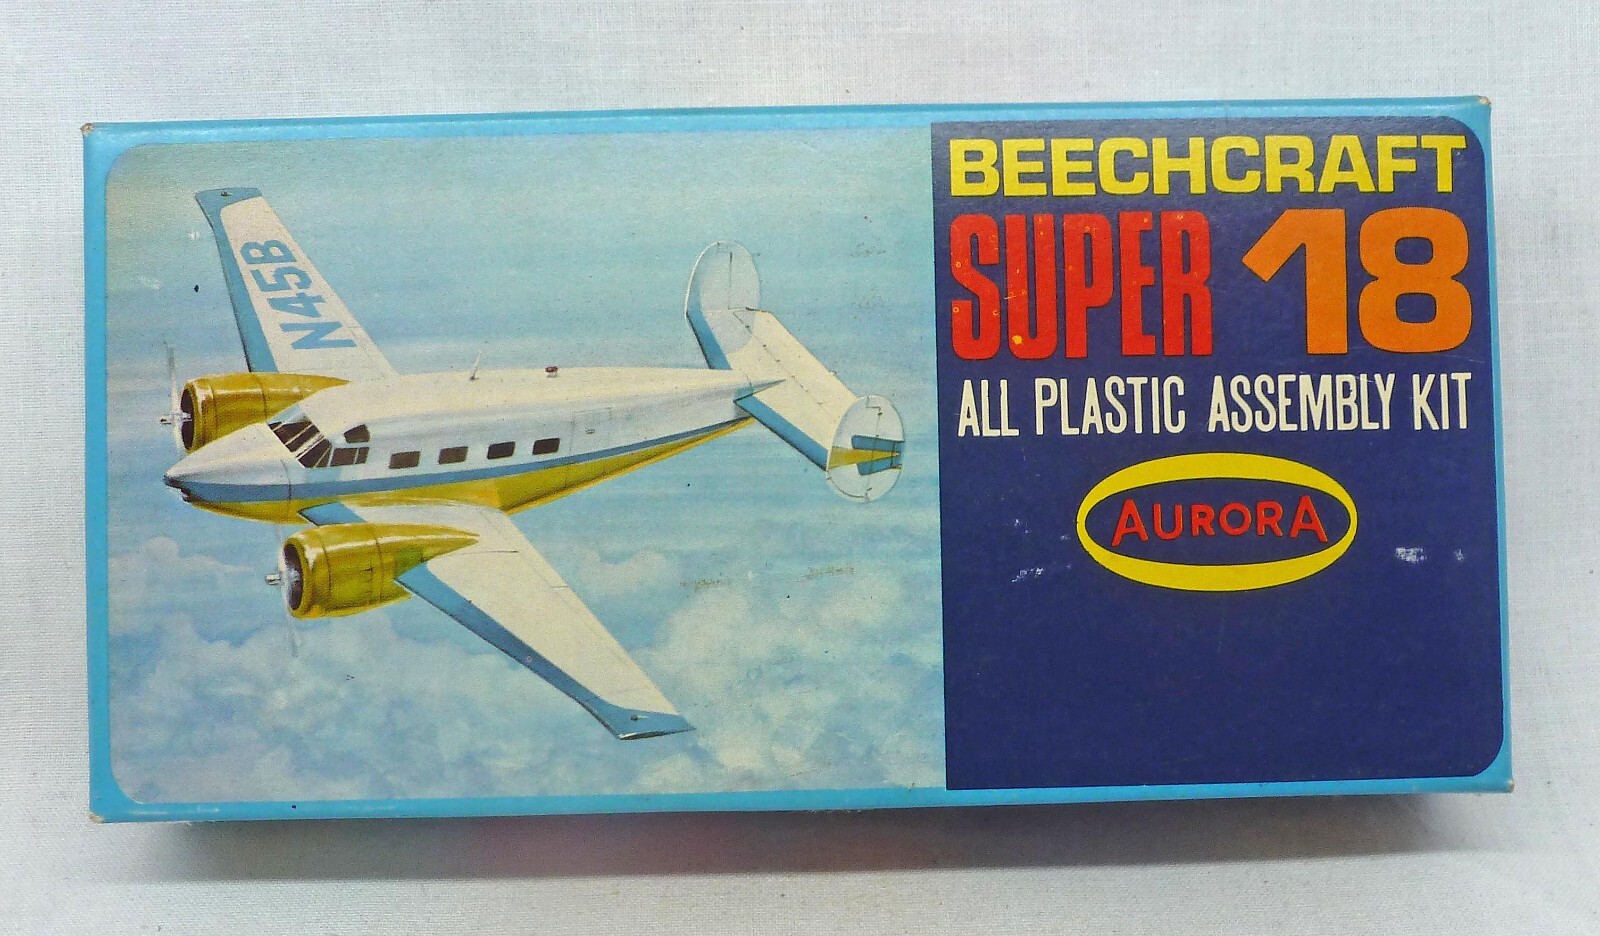 N45B
BEECHCRAFT
SUPER 18
ALL PLASTIC ASSEMBLY KIT
AURORA